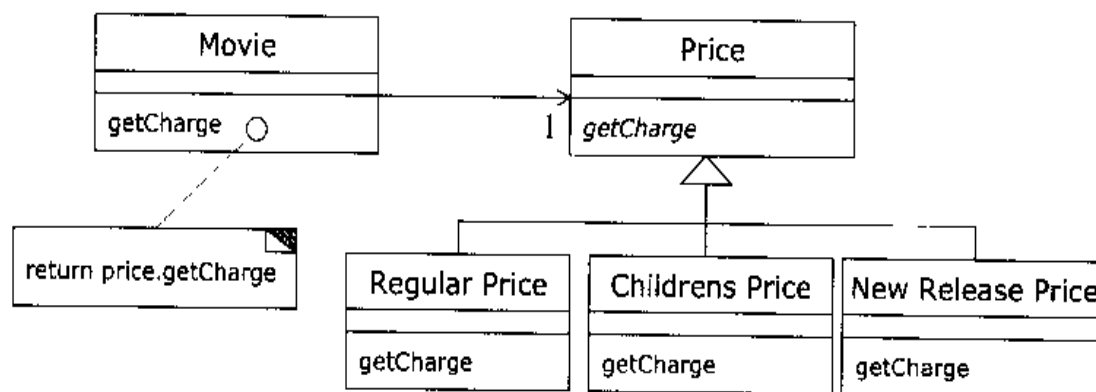 Movie
getCharge
Price
1
getCharge
return price.getCharge
Regular Price
getCharge
Childrens Price
getCharge
New Release Price
getCharge